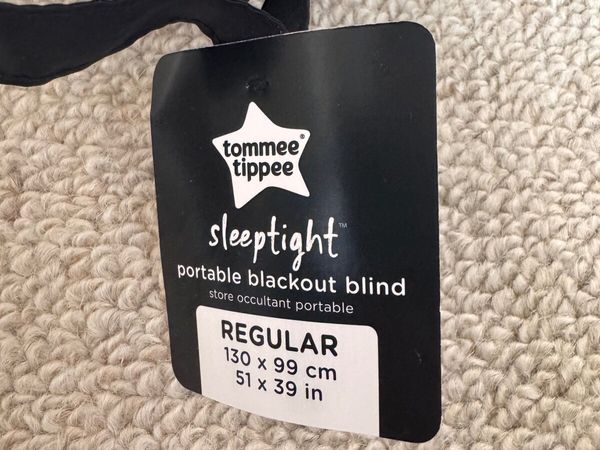 tommee®
tippee
sleeptight™
portable blackout blind
store occultant portable
REGULAR
130 x 99 cm
51 x 39 in